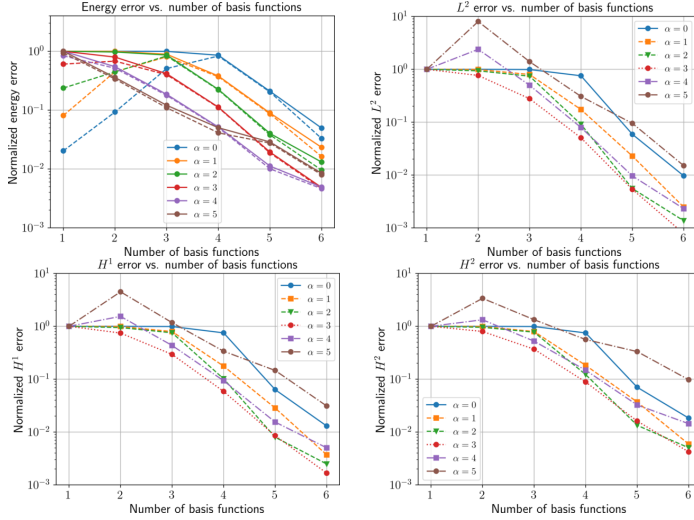 Energy error vs. number of basis functions
Normalized energy error
10^0
10^{-1}
10^{-2}
10^{-3}
α = 0
α = 1
α = 2
α = 3
α = 4
α = 5
1 2 3 4 5 6
Number of basis functions
L^2 error vs. number of basis functions
Normalized L^2 error
10^1
10^0
10^{-1}
10^{-2}
10^{-3}
α = 0
α = 1
α = 2
α = 3
α = 4
α = 5
1 2 3 4 5 6
Number of basis functions
H^1 error vs. number of basis functions
Normalized H^1 error
10^1
10^0
10^{-1}
10^{-2}
10^{-3}
α = 0
α = 1
α = 2
α = 3
α = 4
α = 5
1 2 3 4 5 6
Number of basis functions
H^2 error vs. number of basis functions
Normalized H^2 error
10^1
10^0
10^{-1}
10^{-2}
10^{-3}
α = 0
α = 1
α = 2
α = 3
α = 4
α = 5
1 2 3 4 5 6
Number of basis functions